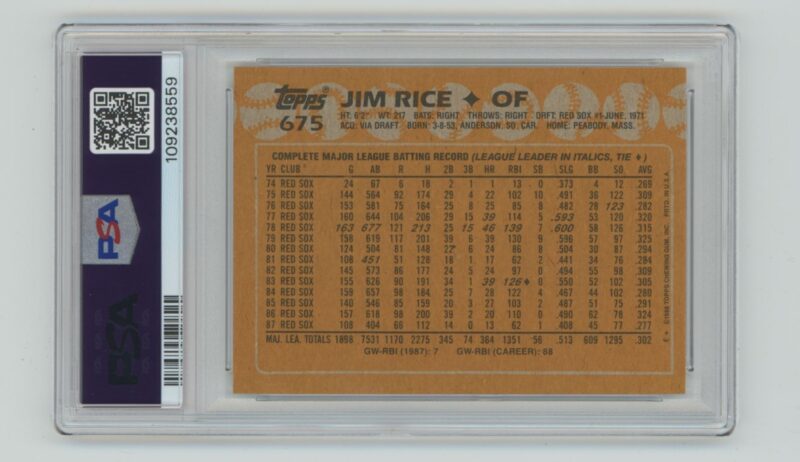 Topps
675
JIM RICE ✦ OF
HT: 6'2" WT: 217 BATS: RIGHT THROWS: RIGHT DRFT: RED SOX #1-JUNE, 1971
ACQ: VIA DRAFT BORN: 3-8-53, ANDERSON, SO. CAR. HOME: PEABODY, MASS.
COMPLETE MAJOR LEAGUE BATTING RECORD (LEAGUE LEADER IN ITALICS, TIE ♦)
YR CLUB G AB R H 2B 3B HR RBI SB SLG BB SO AVG
74 RED SOX 24 67 6 18 2 1 1 13 0 .373 4 12 .269
75 RED SOX 144 564 92 174 29 4 22 102 10 .491 36 122 .309
76 RED SOX 153 581 75 164 25 8 25 85 8 .482 28 123 .282
77 RED SOX 160 644 104 206 29 15 39 114 5 .593 53 120 .320
78 RED SOX 163 677 121 213 25 15 46 139 7 .600 58 126 .315
79 RED SOX 158 619 117 201 39 6 39 130 9 .596 57 97 .325
80 RED SOX 124 504 81 148 22 6 24 86 8 .504 30 87 .294
81 RED SOX 108 451 51 128 18 1 17 62 2 .441 34 76 .284
82 RED SOX 145 573 86 177 24 5 24 97 0 .494 55 98 .309
83 RED SOX 155 626 90 191 34 1 39 126♦ 0 .550 52 102 .305
84 RED SOX 159 657 98 184 25 7 28 122 4 .467 44 102 .280
85 RED SOX 140 546 85 159 20 3 27 103 2 .487 51 75 .291
86 RED SOX 157 618 98 200 39 2 20 110 0 .490 62 78 .324
87 RED SOX 108 404 66 112 14 0 13 62 1 .408 45 77 .277
MAJ. LEA. TOTALS 1898 7531 1170 2275 345 74 364 1351 56 .513 609 1295 .302
GW-RBI (1987): 7 GW-RBI (CAREER): 88
E* ©1988 TOPPS CHEWING GUM, INC. PRTD. IN U.S.A.
PSA
PSA
109238559